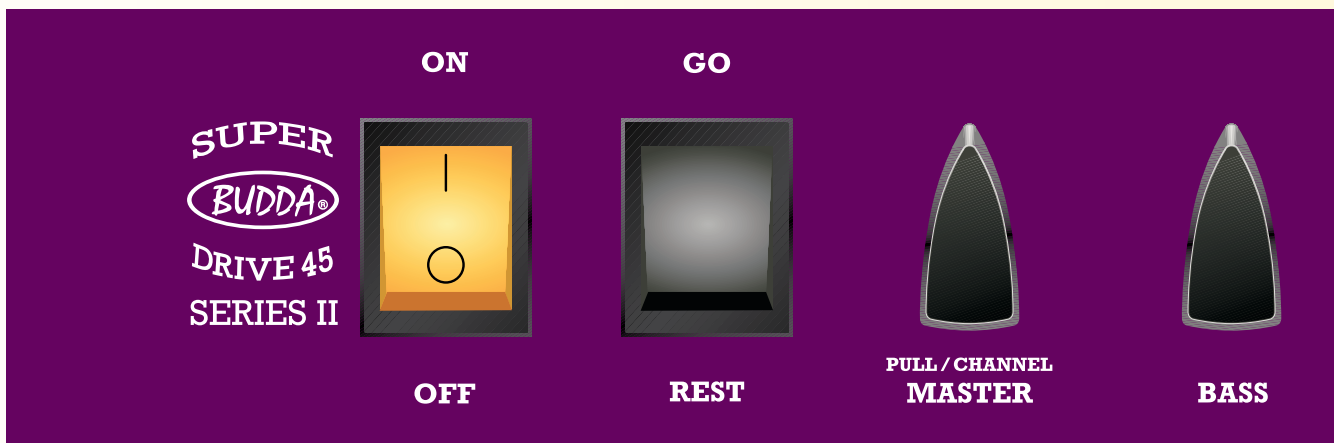 ON
GO
SUPER
BUDDA®
DRIVE 45
SERIES II
OFF
REST
PULL / CHANNEL
MASTER
BASS